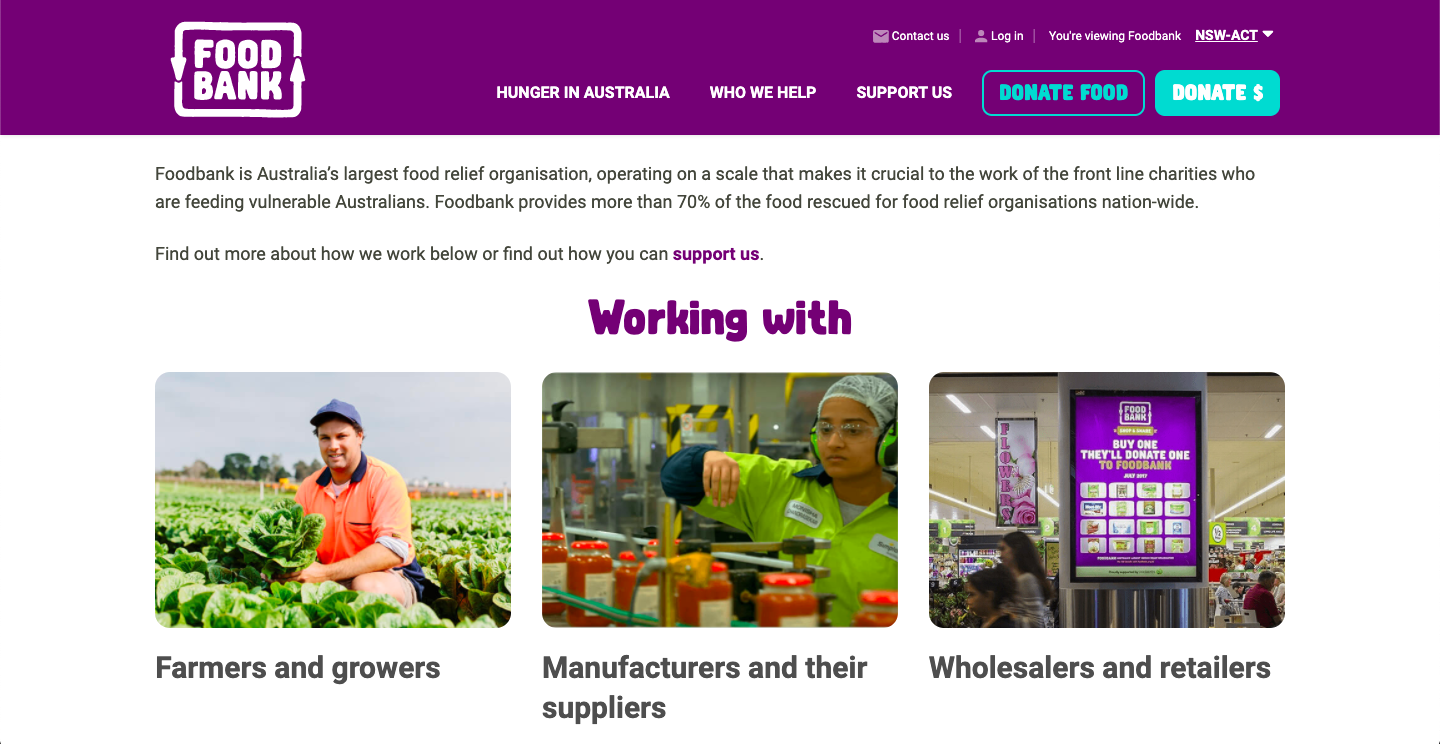 FOOD
BANK
Contact us
Log in
You're viewing Foodbank
NSW-ACT
HUNGER IN AUSTRALIA
WHO WE HELP
SUPPORT US
DONATE FOOD
DONATE $
Foodbank is Australia’s largest food relief organisation, operating on a scale that makes it crucial to the work of the front line charities who
are feeding vulnerable Australians. Foodbank provides more than 70% of the food rescued for food relief organisations nation-wide.
Find out more about how we work below or find out how you can support us.
Working with
FLOWERS
FOOD
BANK
SHOP & SHARE
BUY ONE
THEY'LL DONATE ONE
TO FOODBANK
JULY 2017
Farmers and growers
Manufacturers and their
suppliers
Wholesalers and retailers